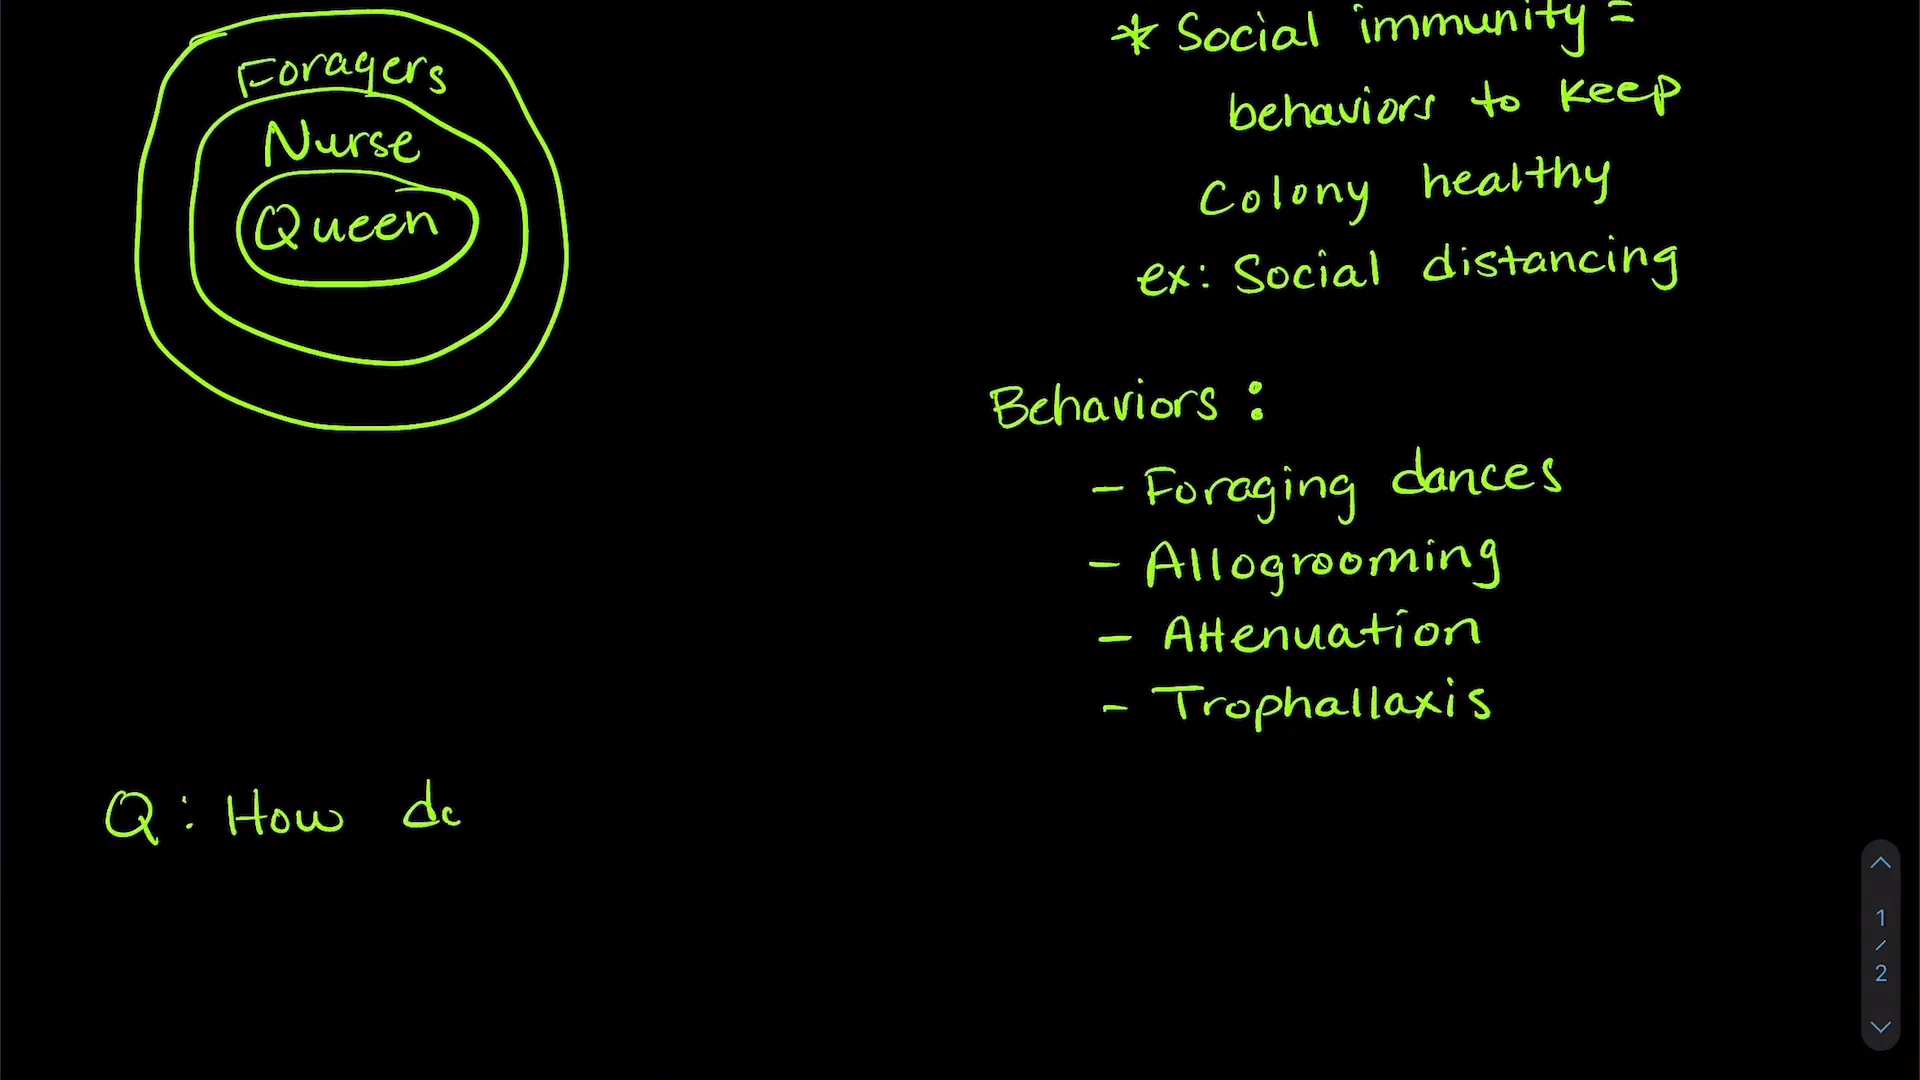 Foragers
Nurse
Queen
* Social immunity =
behaviors to keep
colony healthy
ex: Social distancing
Behaviors:
- Foraging dances
- Allogrooming
- Attenuation
- Trophallaxis
Q: How do
1
/
2